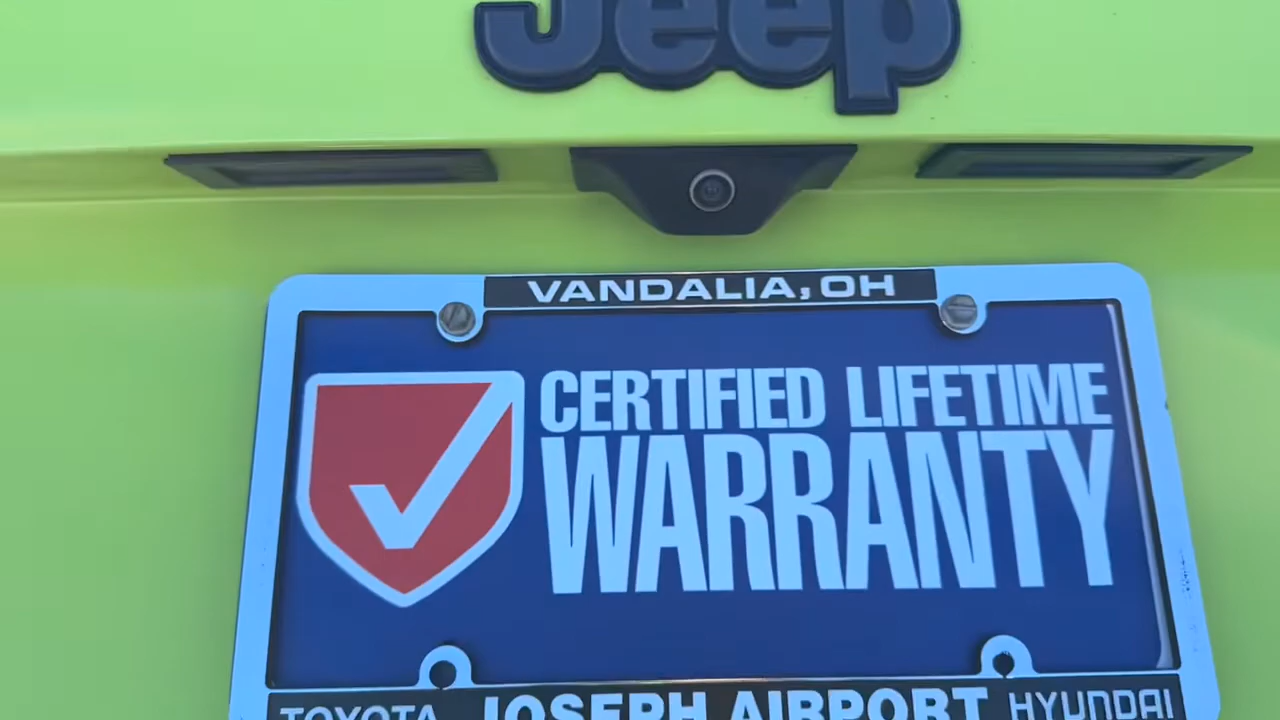 Jeep
VANDALIA, OH
CERTIFIED LIFETIME
WARRANTY
TOYOTA JOSEPH AIRPORT HYUNDAI